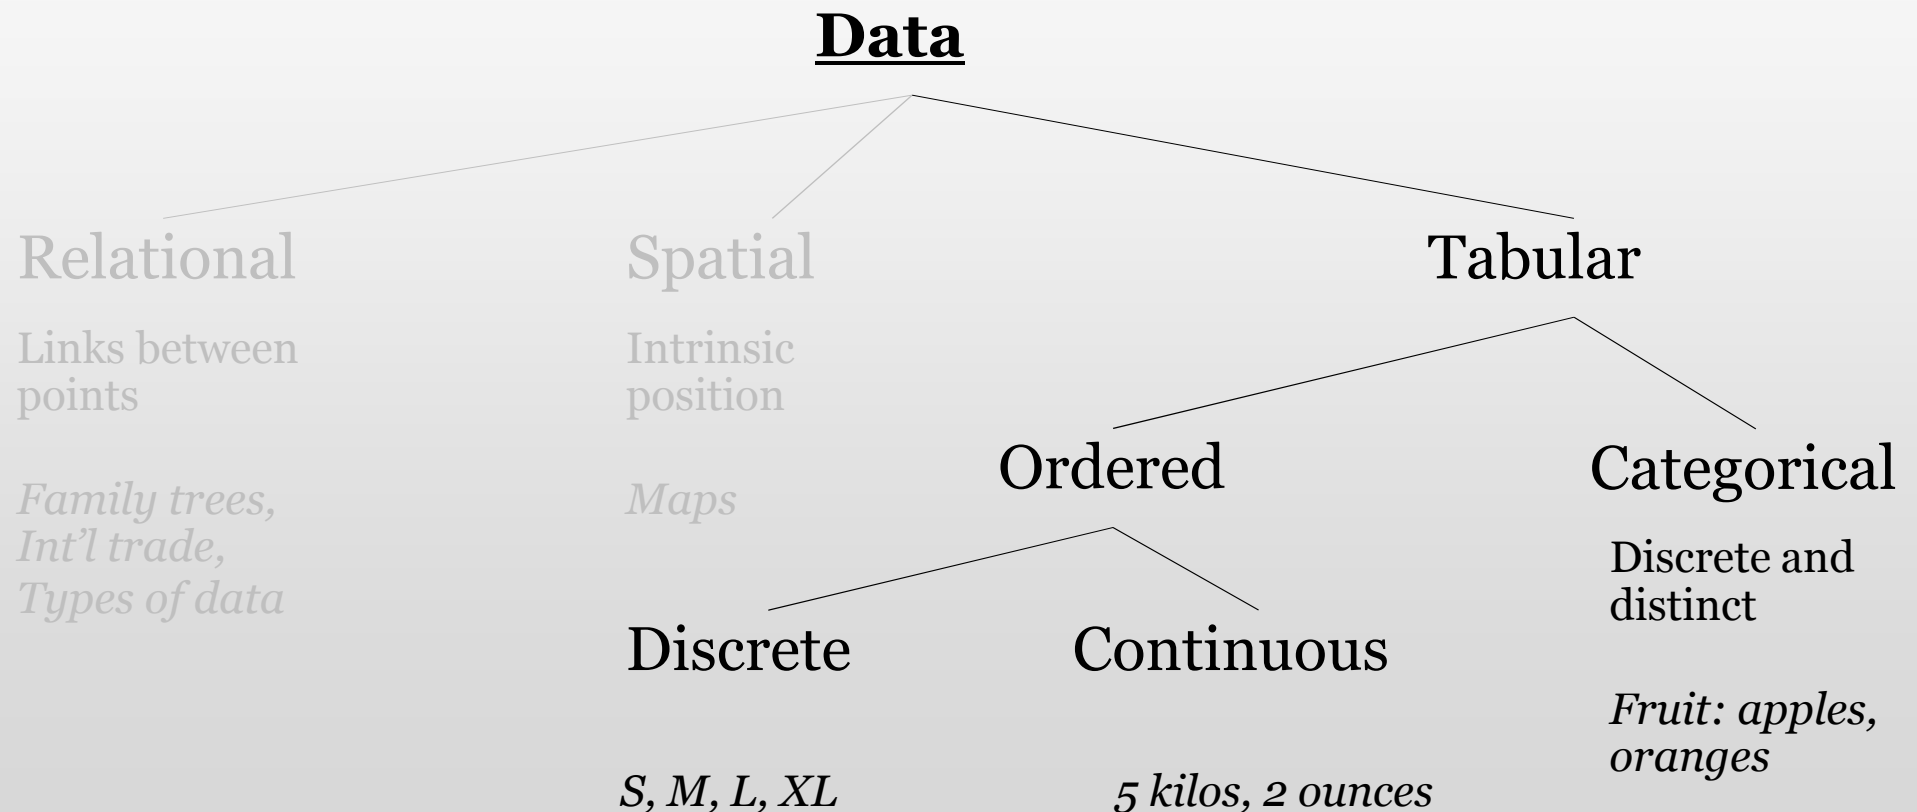 Data
Relational
Spatial
Tabular
Links between
points
Intrinsic
position
Ordered
Categorical
Family trees,
Int’l trade,
Types of data
Maps
Discrete and
distinct
Discrete
Continuous
Fruit: apples,
oranges
S, M, L, XL
5 kilos, 2 ounces